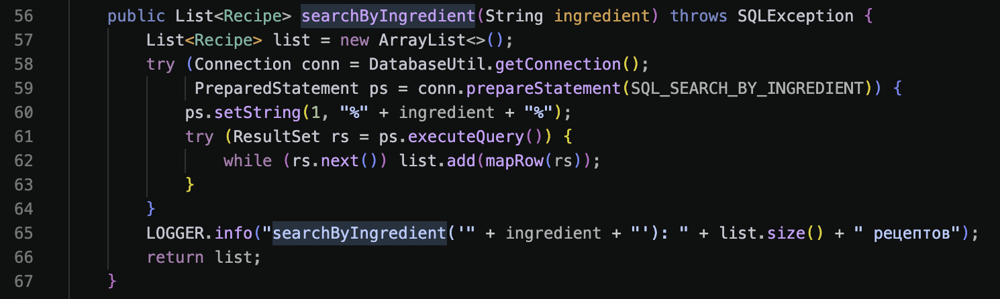 56 public List<Recipe> searchByIngredient(String ingredient) throws SQLException {
57 List<Recipe> list = new ArrayList<>();
58 try (Connection conn = DatabaseUtil.getConnection();
59 PreparedStatement ps = conn.prepareStatement(SQL_SEARCH_BY_INGREDIENT)) {
60 ps.setString(1, "%" + ingredient + "%");
61 try (ResultSet rs = ps.executeQuery()) {
62 while (rs.next()) list.add(mapRow(rs));
63 }
64 }
65 LOGGER.info("searchByIngredient('" + ingredient + "'): " + list.size() + " рецептов");
66 return list;
67 }